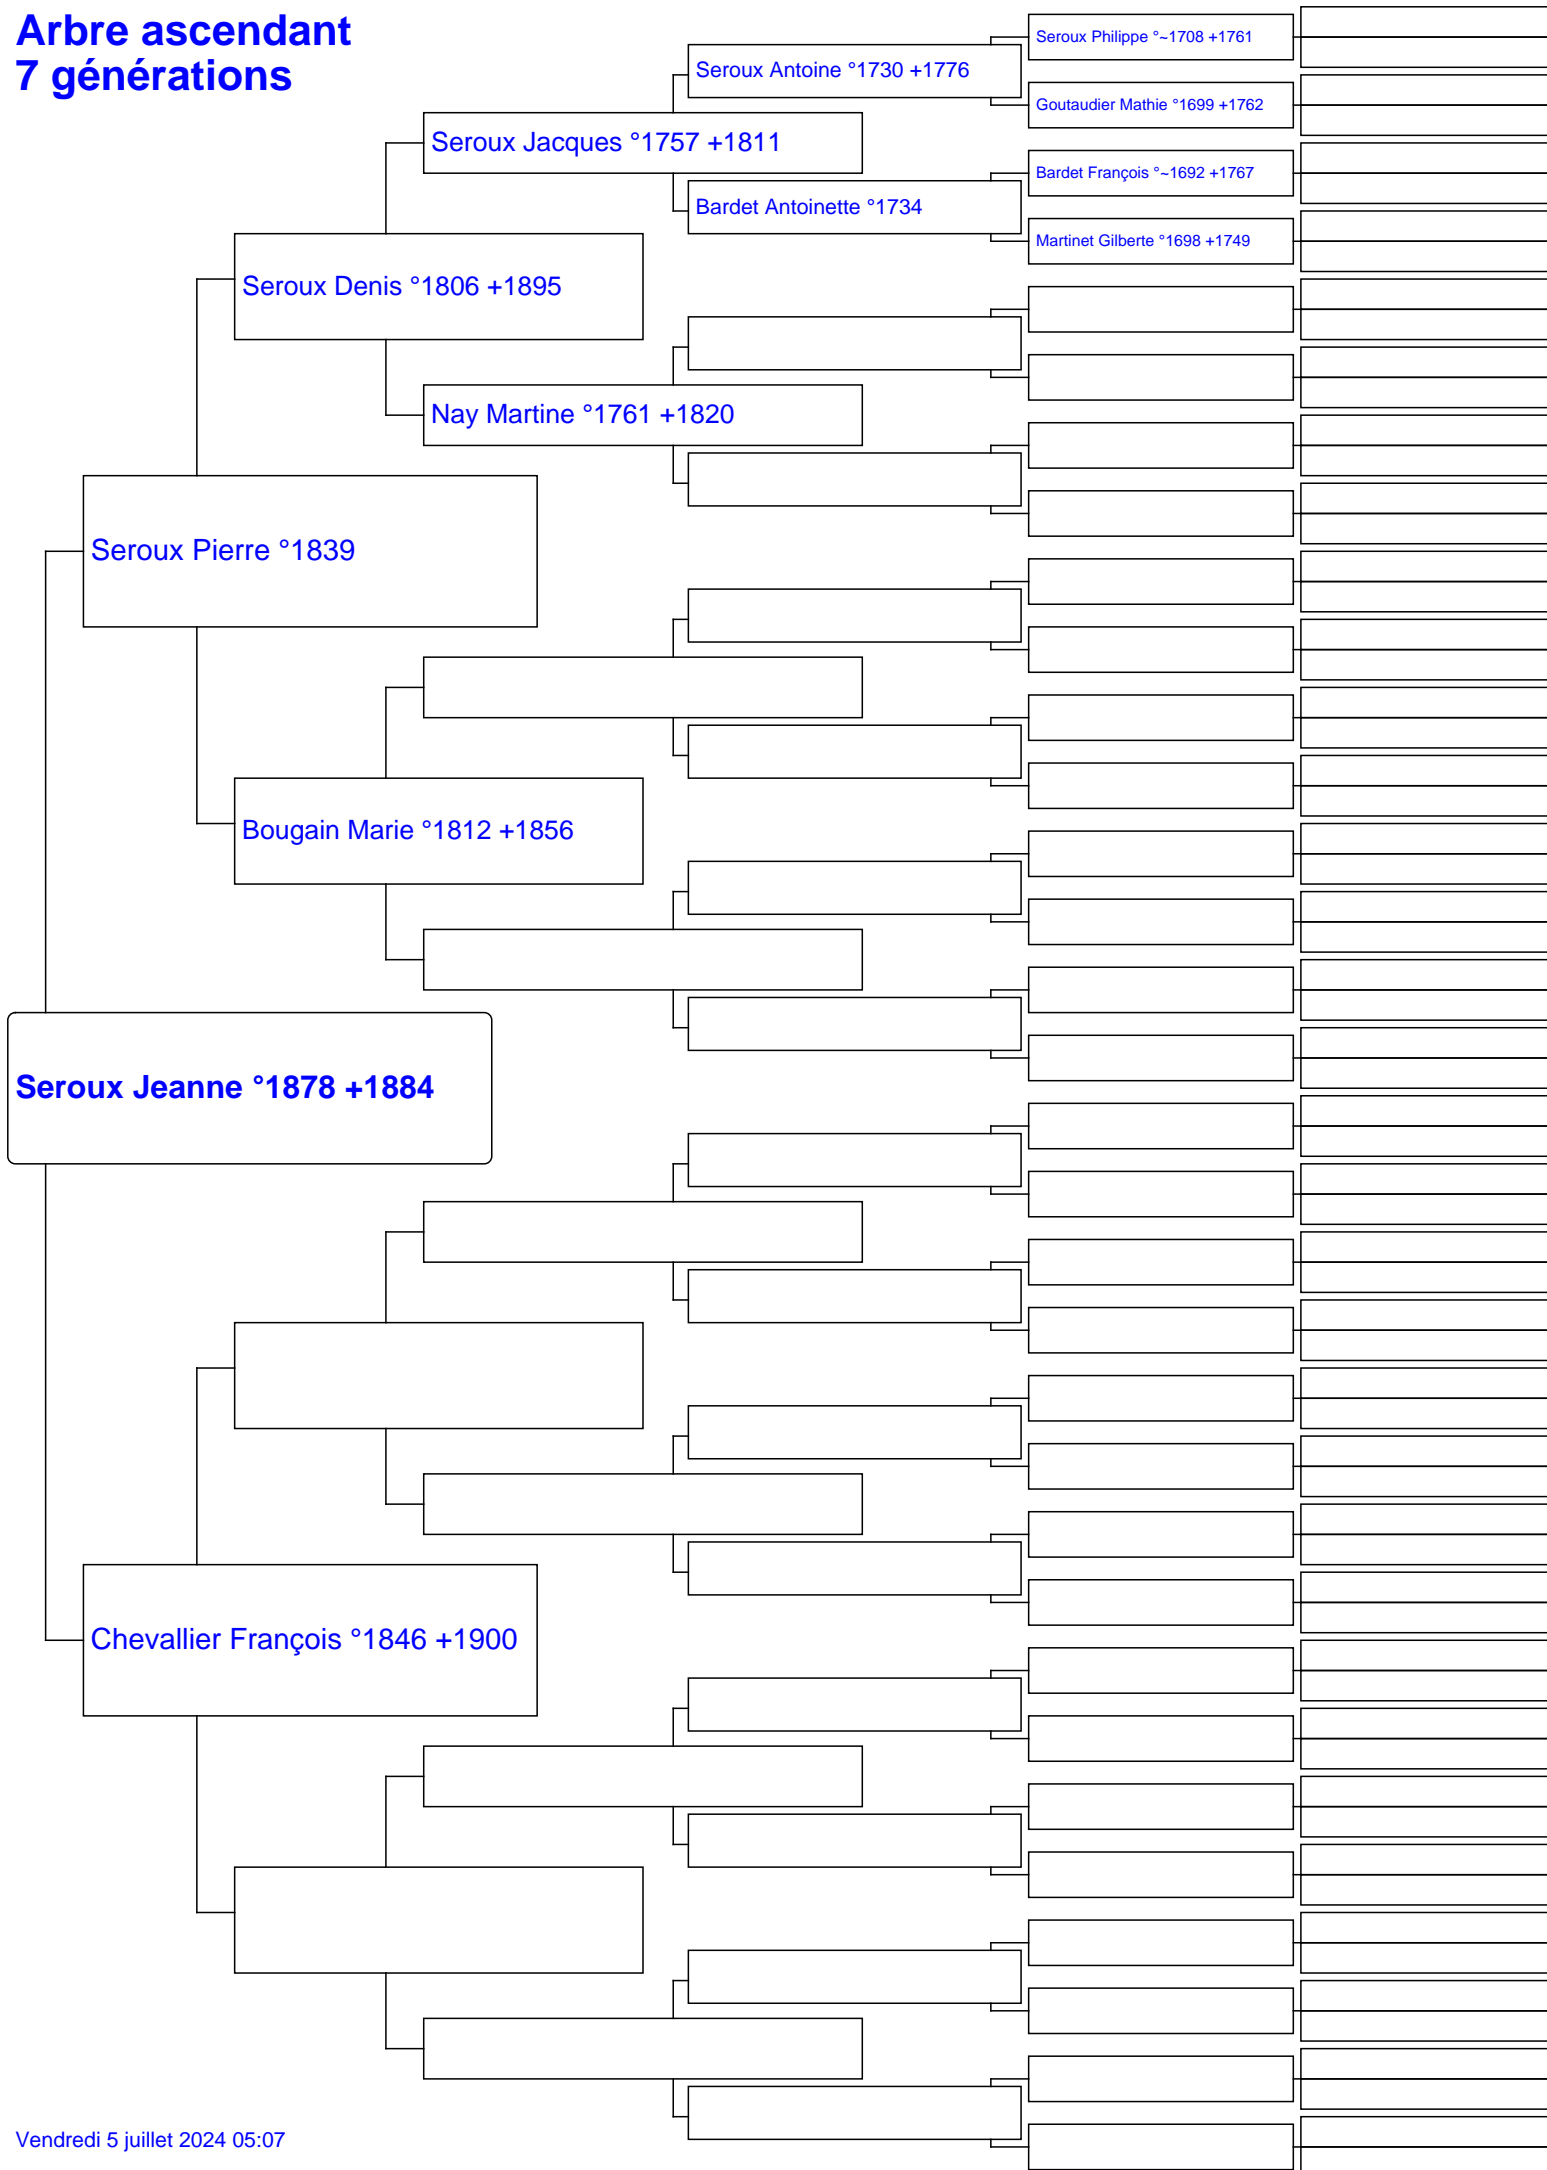 Arbre ascendant
7 générations
Seroux Philippe °~1708 +1761
Seroux Antoine °1730 +1776
Goutaudier Mathie °1699 +1762
Seroux Jacques °1757 +1811
Bardet François °~1692 +1767
Bardet Antoinette °1734
Martinet Gilberte °1698 +1749
Seroux Denis °1806 +1895
Nay Martine °1761 +1820
Seroux Pierre °1839
Bougain Marie °1812 +1856
Seroux Jeanne °1878 +1884
Chevallier François °1846 +1900
Vendredi 5 juillet 2024 05:07